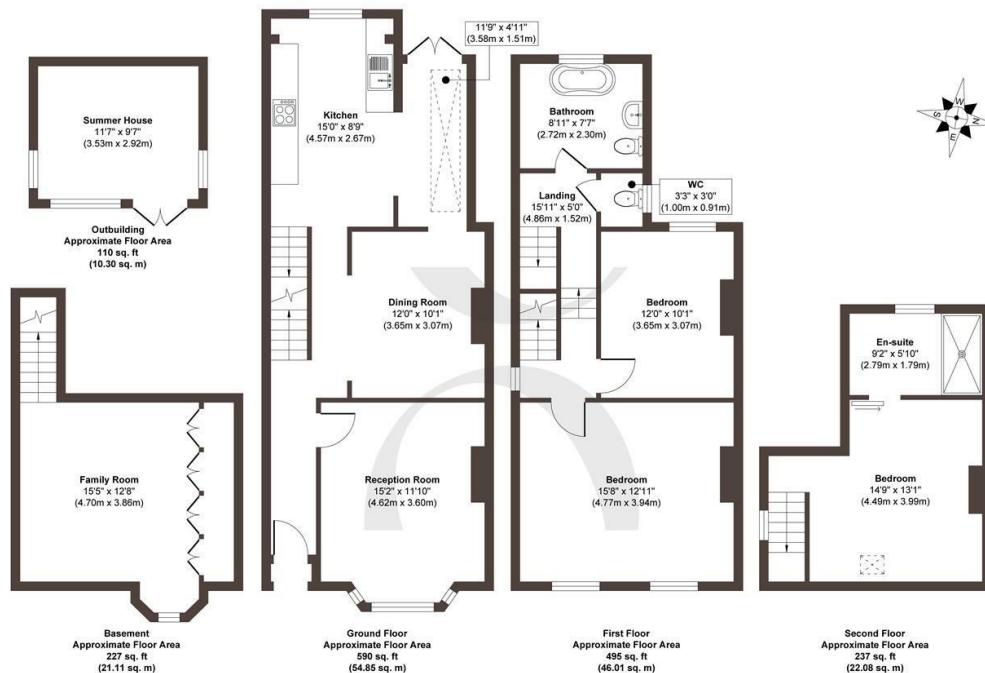 Summer House
11'7" x 9'7"
(3.53m x 2.92m)
Outbuilding
Approximate Floor Area
110 sq. ft
(10.30 sq. m)
Family Room
15'5" x 12'8"
(4.70m x 3.86m)
Basement
Approximate Floor Area
227 sq. ft
(21.11 sq. m)
11'9" x 4'11"
(3.58m x 1.51m)
Kitchen
15'0" x 8'9"
(4.57m x 2.67m)
Dining Room
12'0" x 10'1"
(3.65m x 3.07m)
Reception Room
15'2" x 11'10"
(4.62m x 3.60m)
Ground Floor
Approximate Floor Area
590 sq. ft
(54.85 sq. m)
Bathroom
8'11" x 7'7"
(2.72m x 2.30m)
Landing
15'11" x 5'0"
(4.86m x 1.52m)
WC
3'3" x 3'0"
(1.00m x 0.91m)
Bedroom
12'0" x 10'1"
(3.65m x 3.07m)
Bedroom
15'8" x 12'11"
(4.77m x 3.94m)
First Floor
Approximate Floor Area
495 sq. ft
(46.01 sq. m)
W
S
N
E
En-suite
9'2" x 5'10"
(2.79m x 1.79m)
Bedroom
14'9" x 13'1"
(4.49m x 3.99m)
Second Floor
Approximate Floor Area
237 sq. ft
(22.08 sq. m)